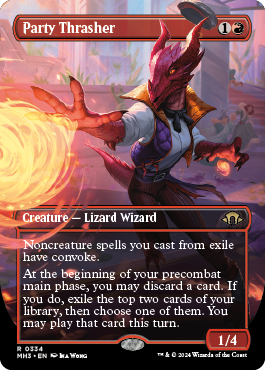 Party Thrasher
1
Creature — Lizard Wizard
Noncreature spells you cast from exile
have convoke.
At the beginning of your precombat
main phase, you may discard a card. If
you do, exile the top two cards of your
library, then choose one of them. You
may play that card this turn.
1/4
R 0334
MH3 • EN Ina Wong
™ & © 2024 Wizards of the Coast